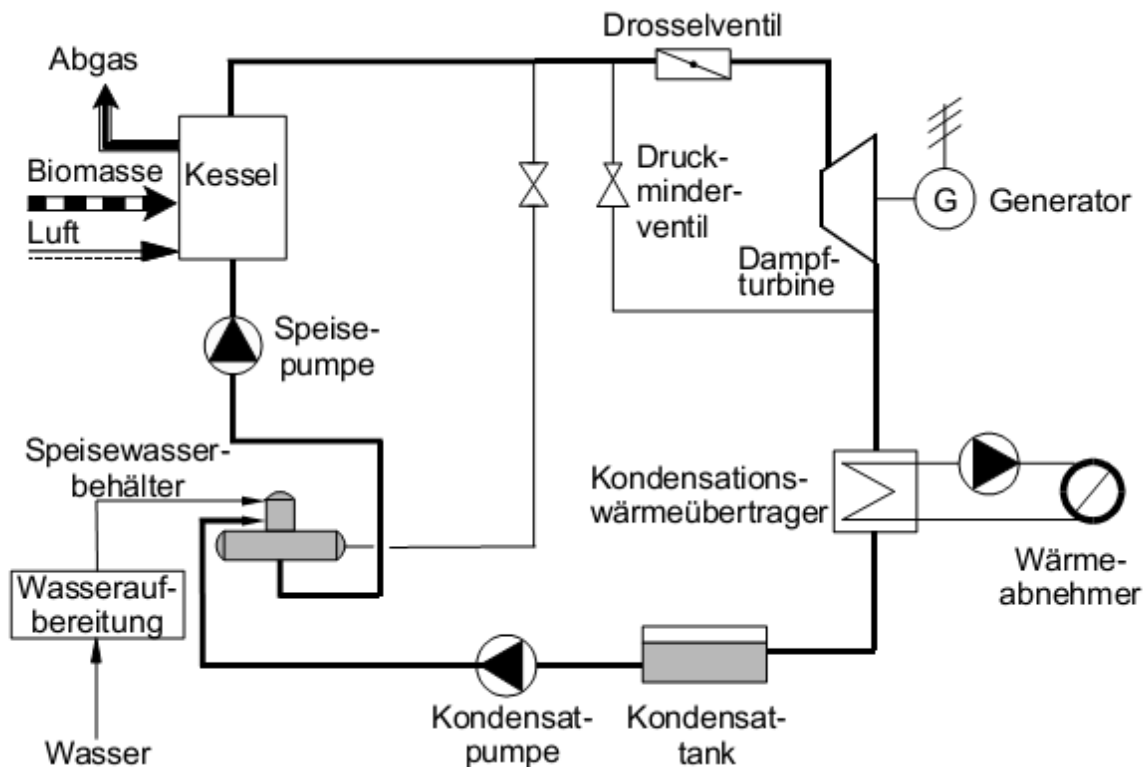 Drosselventil
Abgas
Biomasse
Kessel
Luft
Druck-
minder-
ventil
G
Generator
Dampf-
turbine
Speise-
pumpe
Speisewasser-
behälter
Kondensations-
wärmeübertrager
Wärme-
abnehmer
Wasserauf-
bereitung
Kondensat-
pumpe
Kondensat-
tank
Wasser